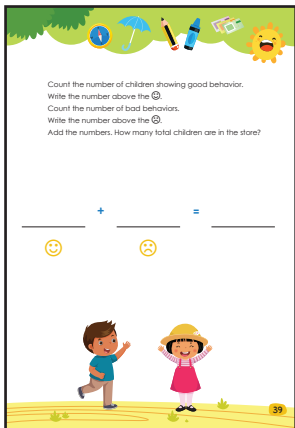 Count the number of children showing good behavior.
Write the number above the ☺.
Count the number of bad behaviors.
Write the number above the ☹.
Add the numbers. How many total children are in the store?
+ =
39